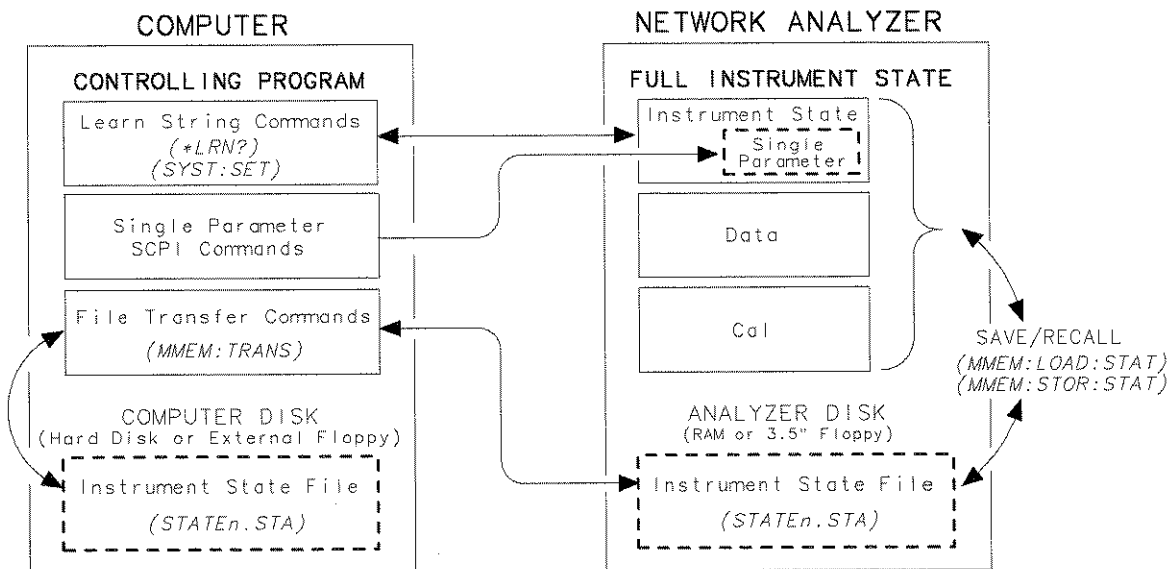 COMPUTER
CONTROLLING PROGRAM
Learn String Commands
(*LRN?)
(SYST:SET)
Single Parameter
SCPI Commands
File Transfer Commands
(MMEM:TRANS)
COMPUTER DISK
(Hard Disk or External Floppy)
Instrument State File
(STATEn.STA)
NETWORK ANALYZER
FULL INSTRUMENT STATE
Instrument State
Single
Parameter
Data
Cal
SAVE/RECALL
(MMEM:LOAD:STAT)
(MMEM:STOR:STAT)
ANALYZER DISK
(RAM or 3.5" Floppy)
Instrument State File
(STATEn.STA)